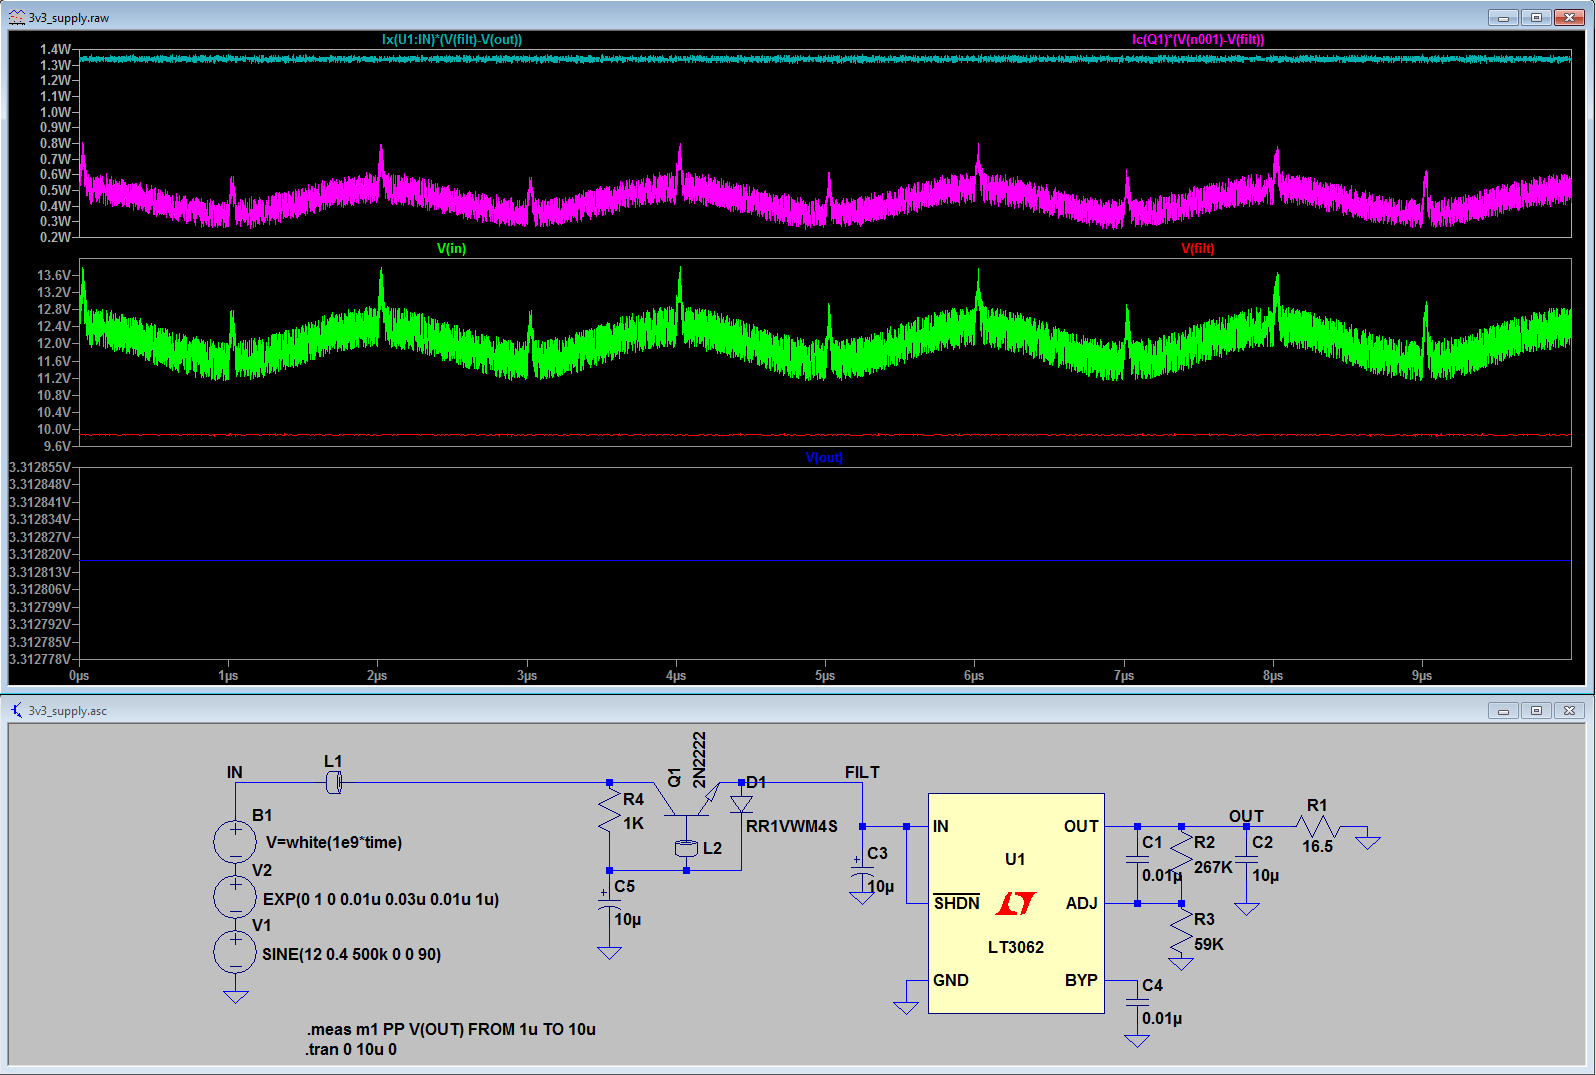 3v3_supply.raw
Ix(U1:IN)*(V(filt)-V(out)) Ic(Q1)*(V(n001)-V(filt))
1.4W
1.3W
1.2W
1.1W
1.0W
0.9W
0.8W
0.7W
0.6W
0.5W
0.4W
0.3W
0.2W
V(in) V(filt)
13.6V
13.2V
12.8V
12.4V
12.0V
11.6V
11.2V
10.8V
10.4V
10.0V
9.6V
V(out)
3.312855V
3.312848V
3.312841V
3.312834V
3.312827V
3.312820V
3.312813V
3.312806V
3.312799V
3.312792V
3.312785V
3.312778V
0µs 1µs 2µs 3µs 4µs 5µs 6µs 7µs 8µs 9µs
3v3_supply.asc
IN
L1
B1
V=white(1e9*time)
V2
EXP(0 1 0 0.01u 0.03u 0.01u 1u)
V1
SINE(12 0.4 500k 0 0 90)
R4
1K
Q1
2N2222
D1
RR1VWM4S
L2
C5
10µ
FILT
C3
10µ
IN
SHDN
GND
U1
LT3062
OUT
ADJ
BYP
C1
0.01µ
R2
267K
OUT
C2
10µ
R1
16.5
R3
59K
C4
0.01µ
.meas m1 PP V(OUT) FROM 1u TO 10u
.tran 0 10u 0